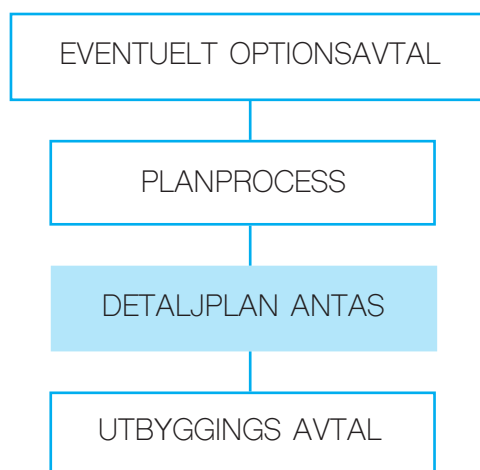 EVENTUELT OPTIONSAVTAL
PLANPROCESS
DETALJPLAN ANTAS
UTBYGGINGS AVTAL